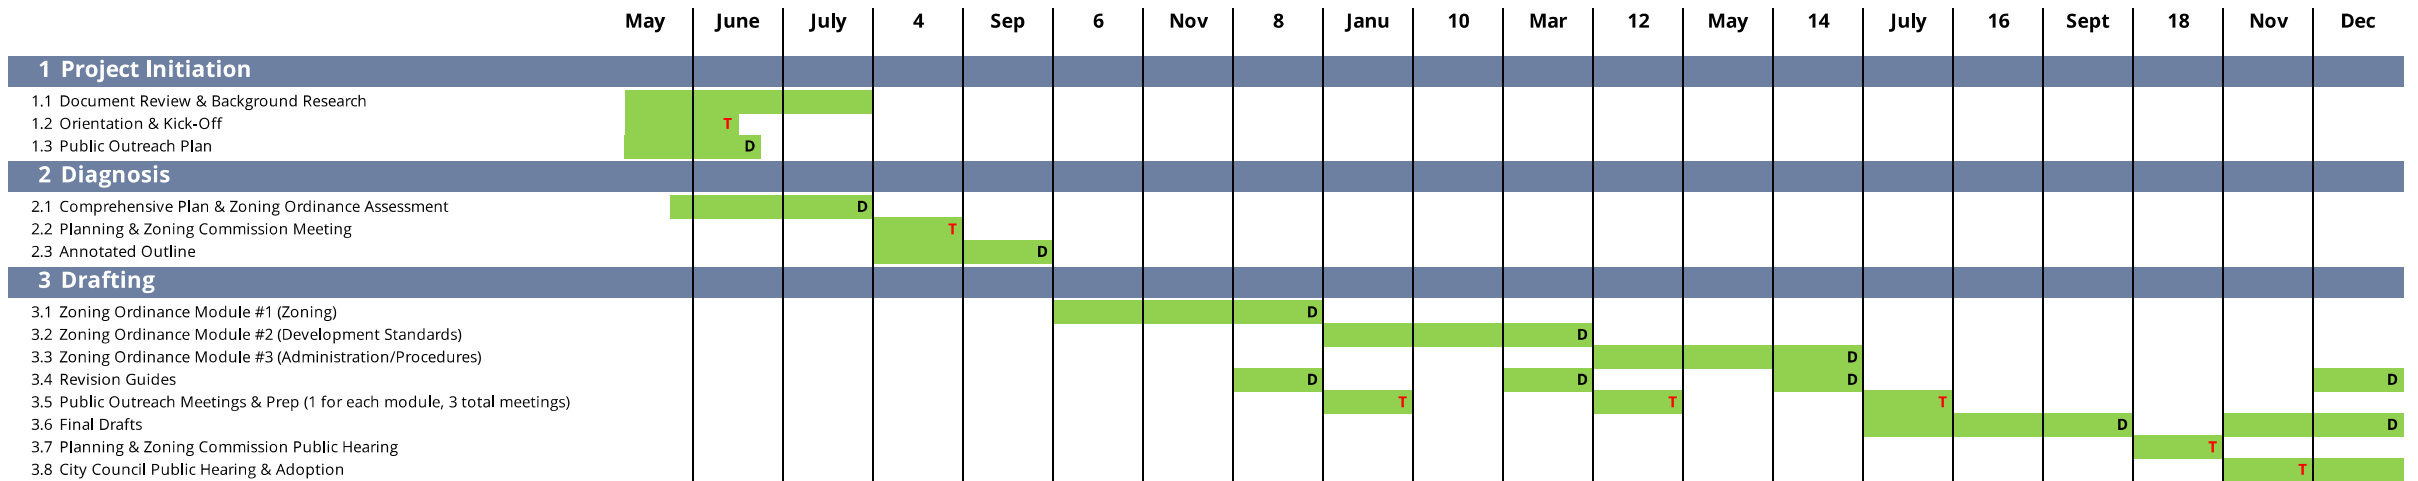 May June July 4 Sep 6 Nov 8 Janu 10 Mar 12 May 14 July 16 Sept 18 Nov Dec
1 Project Initiation
1.1 Document Review & Background Research
1.2 Orientation & Kick-Off T
1.3 Public Outreach Plan D
2 Diagnosis
2.1 Comprehensive Plan & Zoning Ordinance Assessment D
2.2 Planning & Zoning Commission Meeting T
2.3 Annotated Outline D
3 Drafting
3.1 Zoning Ordinance Module #1 (Zoning) D
3.2 Zoning Ordinance Module #2 (Development Standards) D
3.3 Zoning Ordinance Module #3 (Administration/Procedures) D
3.4 Revision Guides D D D D
3.5 Public Outreach Meetings & Prep (1 for each module, 3 total meetings) T T T
3.6 Final Drafts D D
3.7 Planning & Zoning Commission Public Hearing T
3.8 City Council Public Hearing & Adoption T